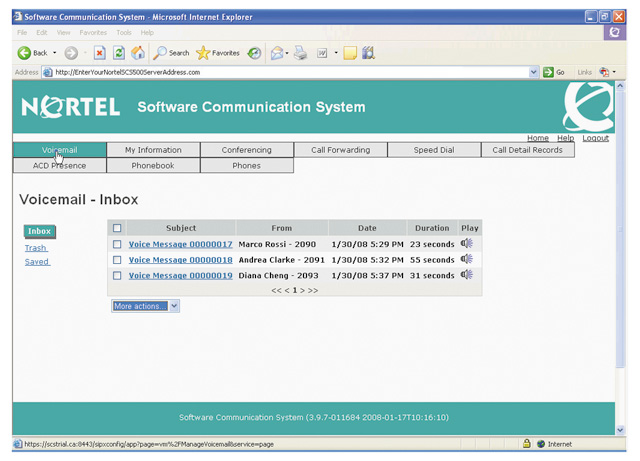 Software Communication System - Microsoft Internet Explorer
File Edit View Favorites Tools Help
Back Search Favorites
Address http://EnterYourNortelSCS500ServerAddress.com Go Links
NORTEL Software Communication System
Home Help Logout
Voicemail My Information Conferencing Call Forwarding Speed Dial Call Detail Records
ACD Presence Phonebook Phones
Voicemail - Inbox
Inbox
Trash
Saved
Subject From Date Duration Play
Voice Message 00000017 Marco Rossi - 2090 1/30/08 5:29 PM 23 seconds
Voice Message 00000018 Andrea Clarke - 2091 1/30/08 5:32 PM 55 seconds
Voice Message 00000019 Diana Cheng - 2093 1/30/08 5:37 PM 31 seconds
<< < 1 > >>
More actions...
Software Communication System (3.9.7-011684 2008-01-17T10:16:10)
https://scstrial.ca:8443/sipxconfig/app?page=vm%2FManageVoicemail&service=page Internet